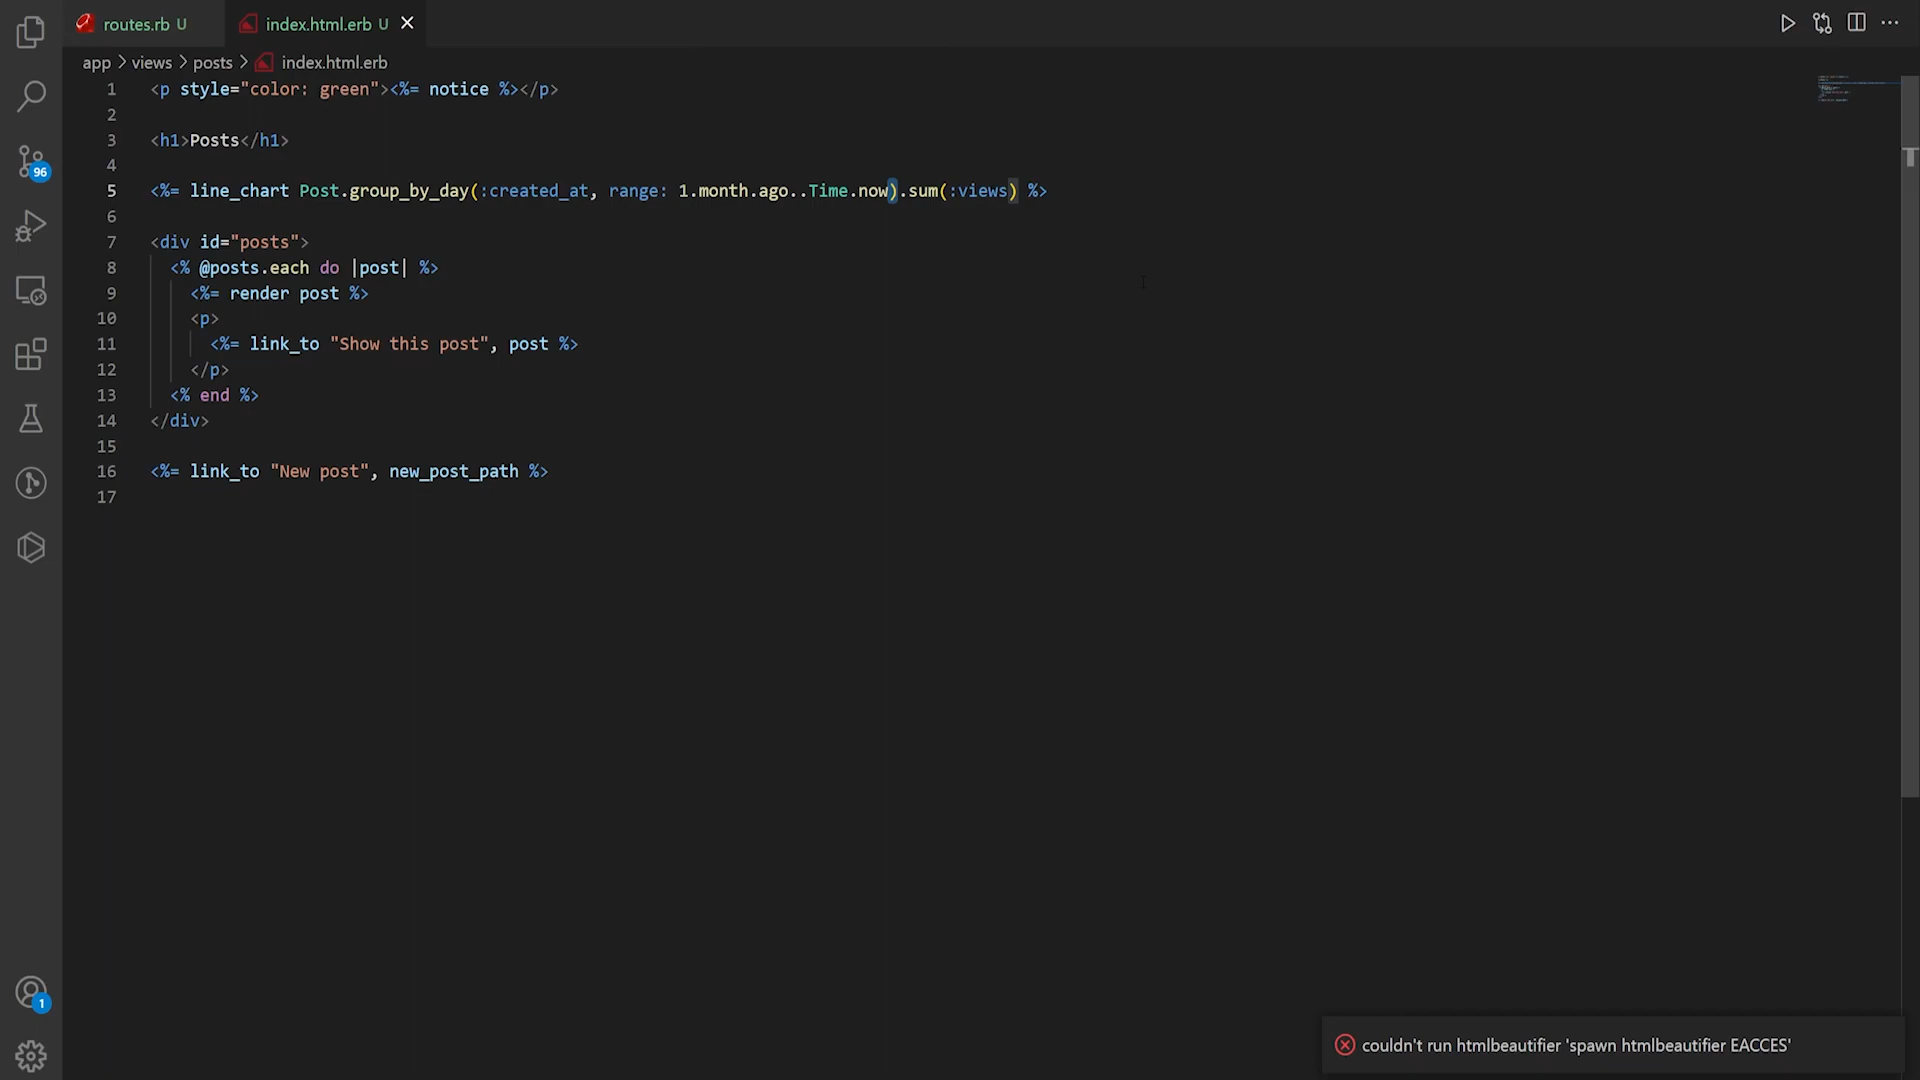 routes.rb U
index.html.erb U
app > views > posts > index.html.erb
1 <p style="color: green"><%= notice %></p>
2
3 <h1>Posts</h1>
4
5 <%= line_chart Post.group_by_day(:created_at, range: 1.month.ago..Time.now).sum(:views) %>
6
7 <div id="posts">
8 <% @posts.each do |post| %>
9 <%= render post %>
10 <p>
11 <%= link_to "Show this post", post %>
12 </p>
13 <% end %>
14 </div>
15
16 <%= link_to "New post", new_post_path %>
17
96
1
couldn't run htmlbeautifier 'spawn htmlbeautifier EACCES'